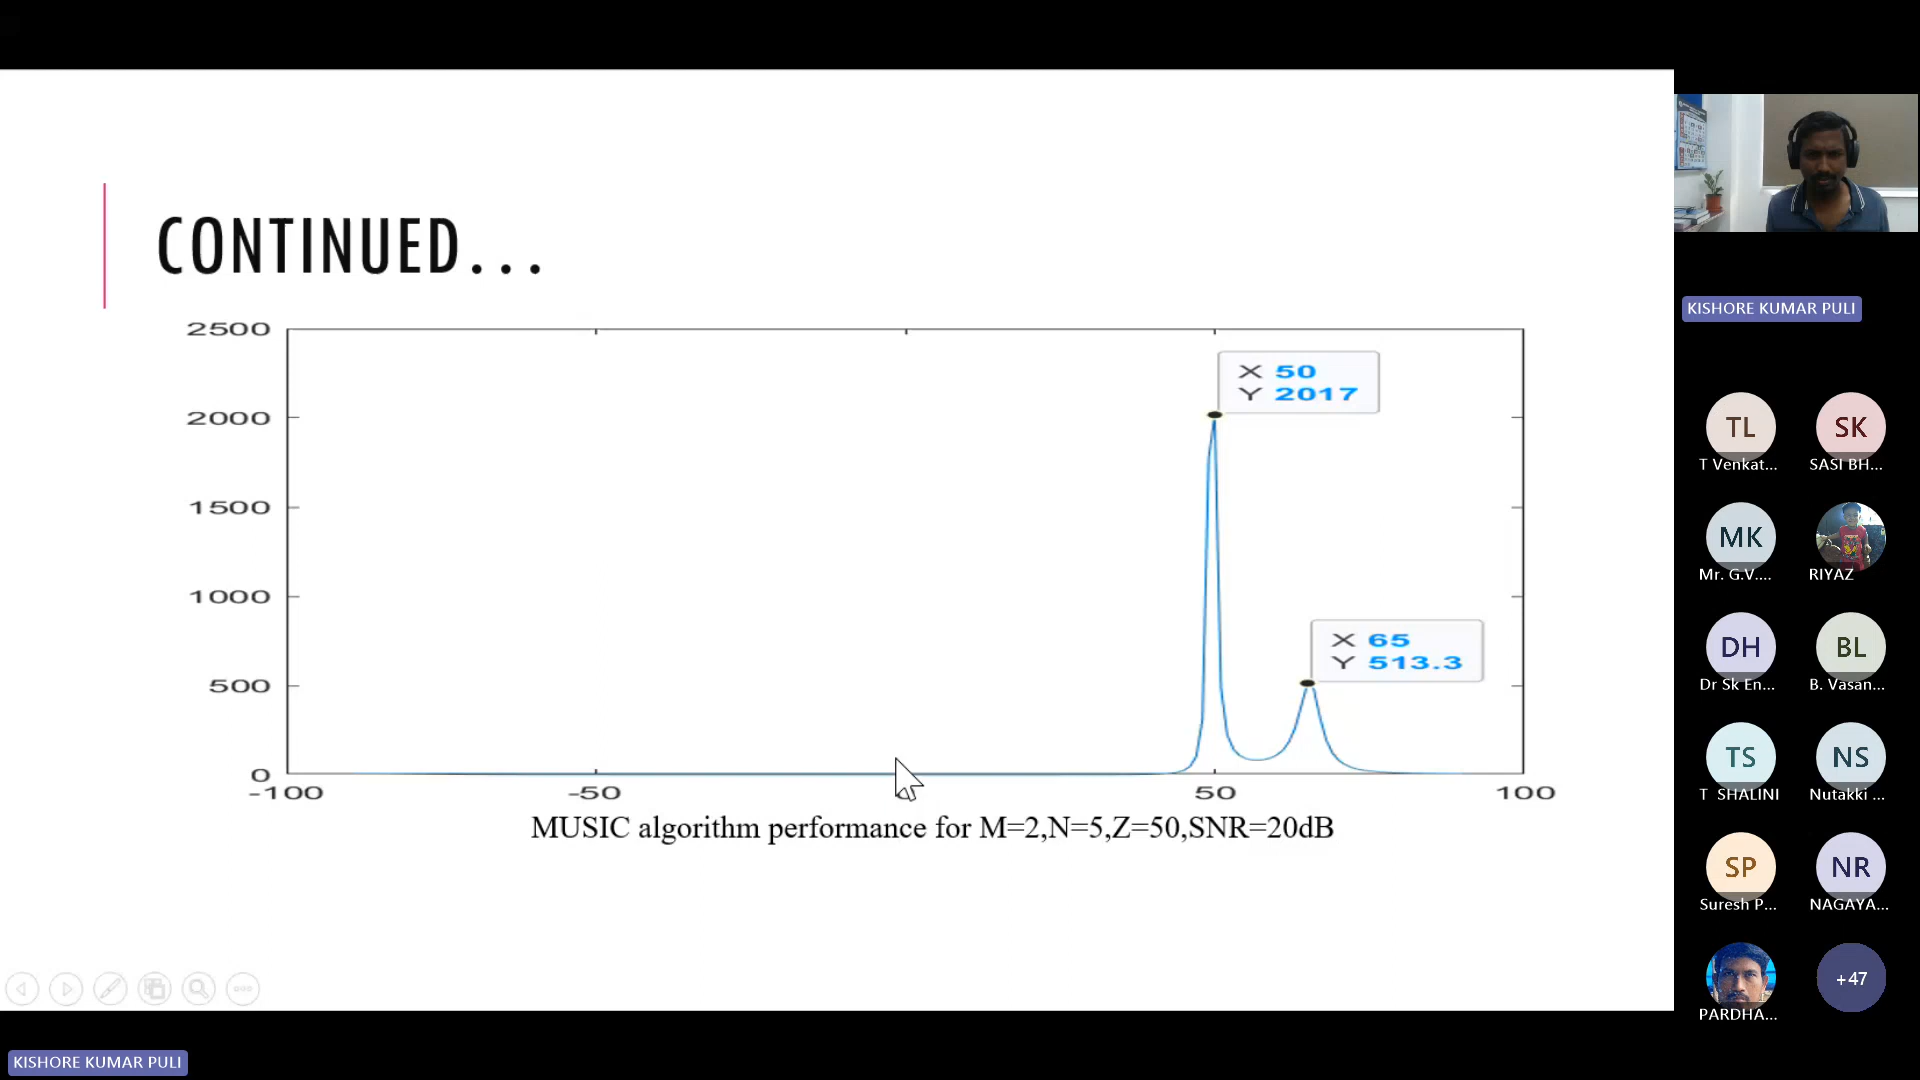 CONTINUED...
2500
2000
1500
1000
500
0
-100
-50
50
100
X 50
Y 2017
X 65
Y 513.3
MUSIC algorithm performance for M=2,N=5,Z=50,SNR=20dB
KISHORE KUMAR PULI
TL
SK
T Venkat...
SASI BH...
MK
Mr. G.V....
RIYAZ
DH
BL
Dr Sk En...
B. Vasan...
TS
NS
T SHALINI
Nutakki ...
SP
NR
Suresh P...
NAGAYA...
+47
PARDHA...
KISHORE KUMAR PULI